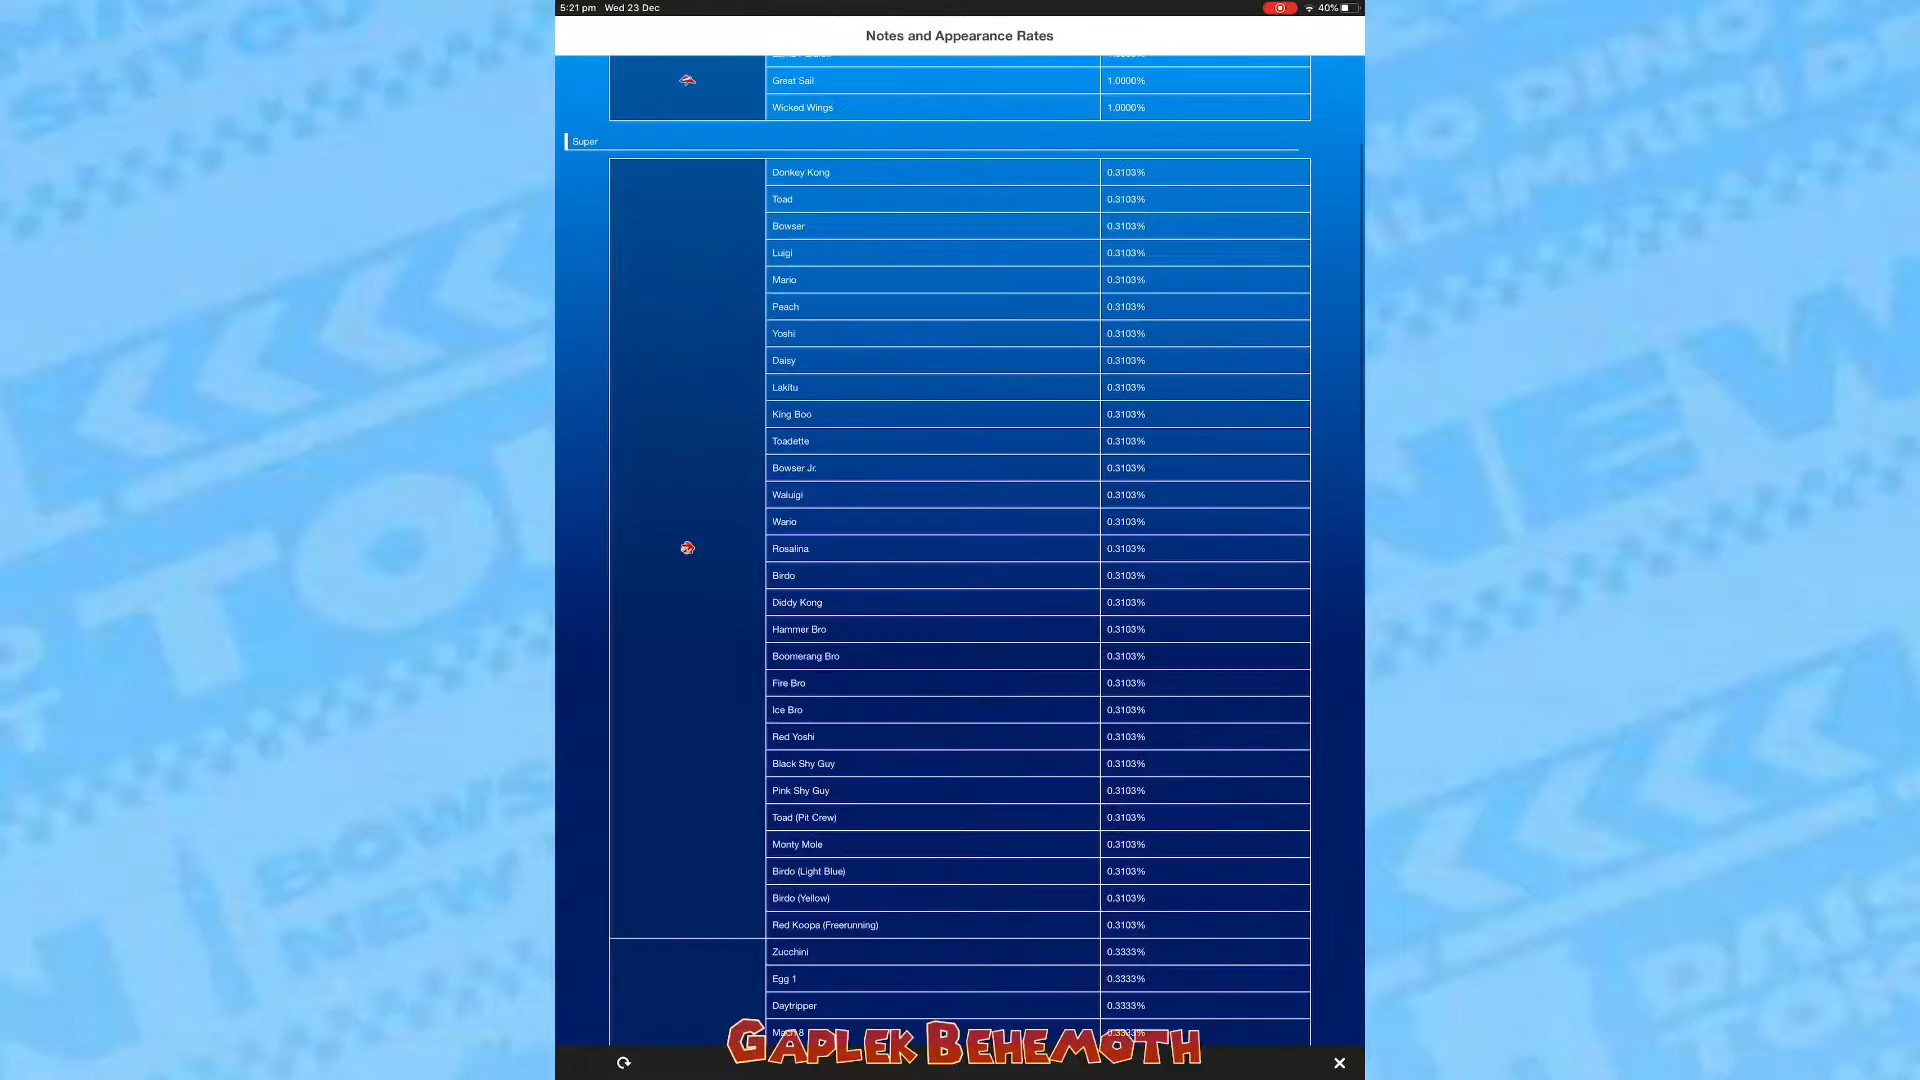 5:21 pm Wed 23 Dec 40%
Notes and Appearance Rates
Great Sail 1.0000%
Wicked Wings 1.0000%
Super
Donkey Kong 0.3103%
Toad 0.3103%
Bowser 0.3103%
Luigi 0.3103%
Mario 0.3103%
Peach 0.3103%
Yoshi 0.3103%
Daisy 0.3103%
Lakitu 0.3103%
King Boo 0.3103%
Toadette 0.3103%
Bowser Jr. 0.3103%
Waluigi 0.3103%
Wario 0.3103%
Rosalina 0.3103%
Birdo 0.3103%
Diddy Kong 0.3103%
Hammer Bro 0.3103%
Boomerang Bro 0.3103%
Fire Bro 0.3103%
Ice Bro 0.3103%
Red Yoshi 0.3103%
Black Shy Guy 0.3103%
Pink Shy Guy 0.3103%
Toad (Pit Crew) 0.3103%
Monty Mole 0.3103%
Birdo (Light Blue) 0.3103%
Birdo (Yellow) 0.3103%
Red Koopa (Freerunning) 0.3103%
Zucchini 0.3333%
Egg 1 0.3333%
Daytripper 0.3333%
Mach 8 0.3333%
GAPLEK BEHEMOTH